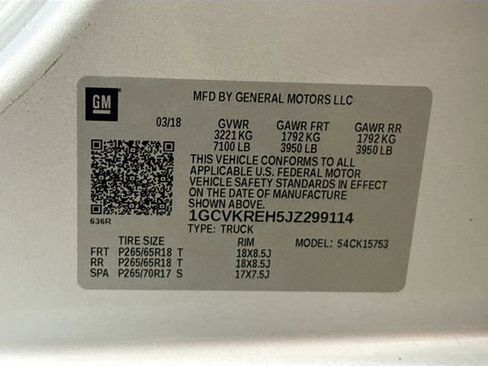 GM
MFD BY GENERAL MOTORS LLC
03/18 GVWR GAWR FRT GAWR RR
3221 KG 1792 KG 1792 KG
7100 LB 3950 LB 3950 LB
THIS VEHICLE CONFORMS TO ALL
APPLICABLE U.S. FEDERAL MOTOR
VEHICLE SAFETY STANDARDS IN EFFECT
ON THE DATE OF MANUFACTURE
1GCVKREH5JZ299114
636R
TYPE: TRUCK
TIRE SIZE RIM MODEL: 54CK15753
FRT P265/65R18 T 18X8.5J
RR P265/65R18 T 18X8.5J
SPA P265/70R17 S 17X7.5J